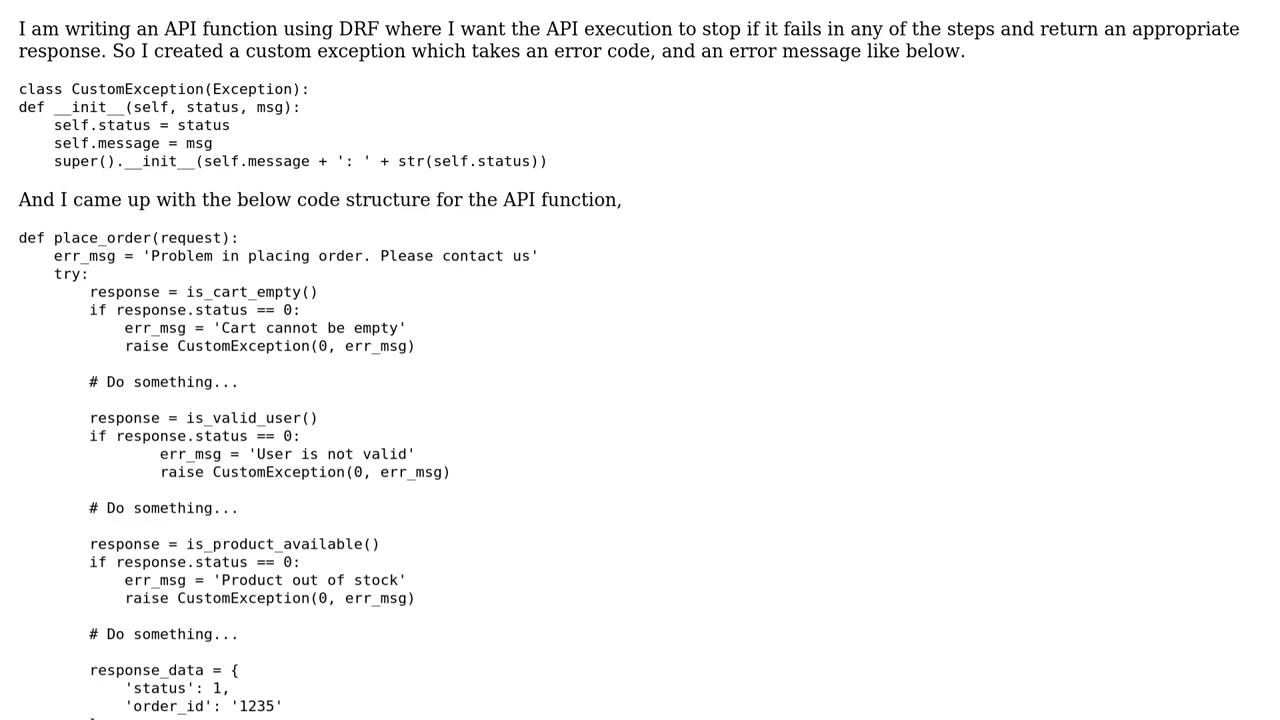 I am writing an API function using DRF where I want the API execution to stop if it fails in any of the steps and return an appropriate
response. So I created a custom exception which takes an error code, and an error message like below.
class CustomException(Exception):
def __init__(self, status, msg):
    self.status = status
    self.message = msg
    super().__init__(self.message + ': ' + str(self.status))
And I came up with the below code structure for the API function,
def place_order(request):
    err_msg = 'Problem in placing order. Please contact us'
    try:
        response = is_cart_empty()
        if response.status == 0:
            err_msg = 'Cart cannot be empty'
            raise CustomException(0, err_msg)
        # Do something...
        response = is_valid_user()
        if response.status == 0:
                err_msg = 'User is not valid'
                raise CustomException(0, err_msg)
        # Do something...
        response = is_product_available()
        if response.status == 0:
            err_msg = 'Product out of stock'
            raise CustomException(0, err_msg)
        # Do something...
        response_data = {
            'status': 1,
            'order_id': '1235'